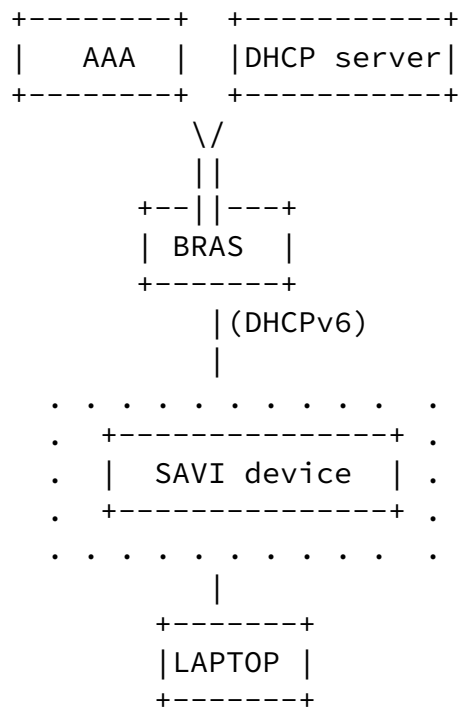 AAA DHCP server
BRAS
(DHCPv6)
SAVI device
LAPTOP